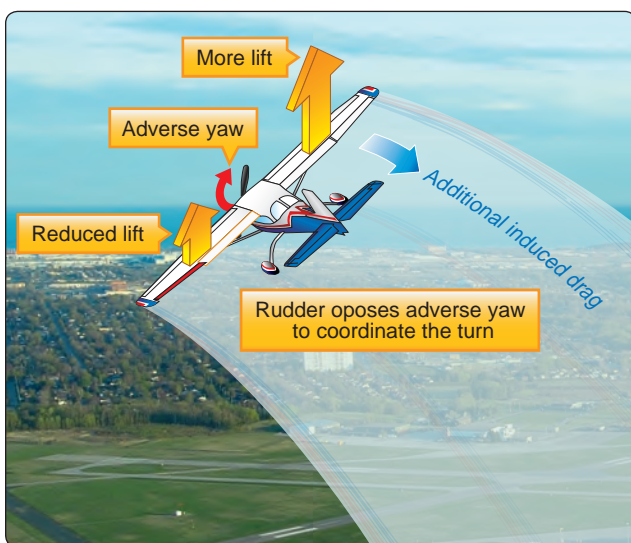 More lift
Adverse yaw
Reduced lift
Additional induced drag
Rudder oposes adverse yaw
to coordinate the turn